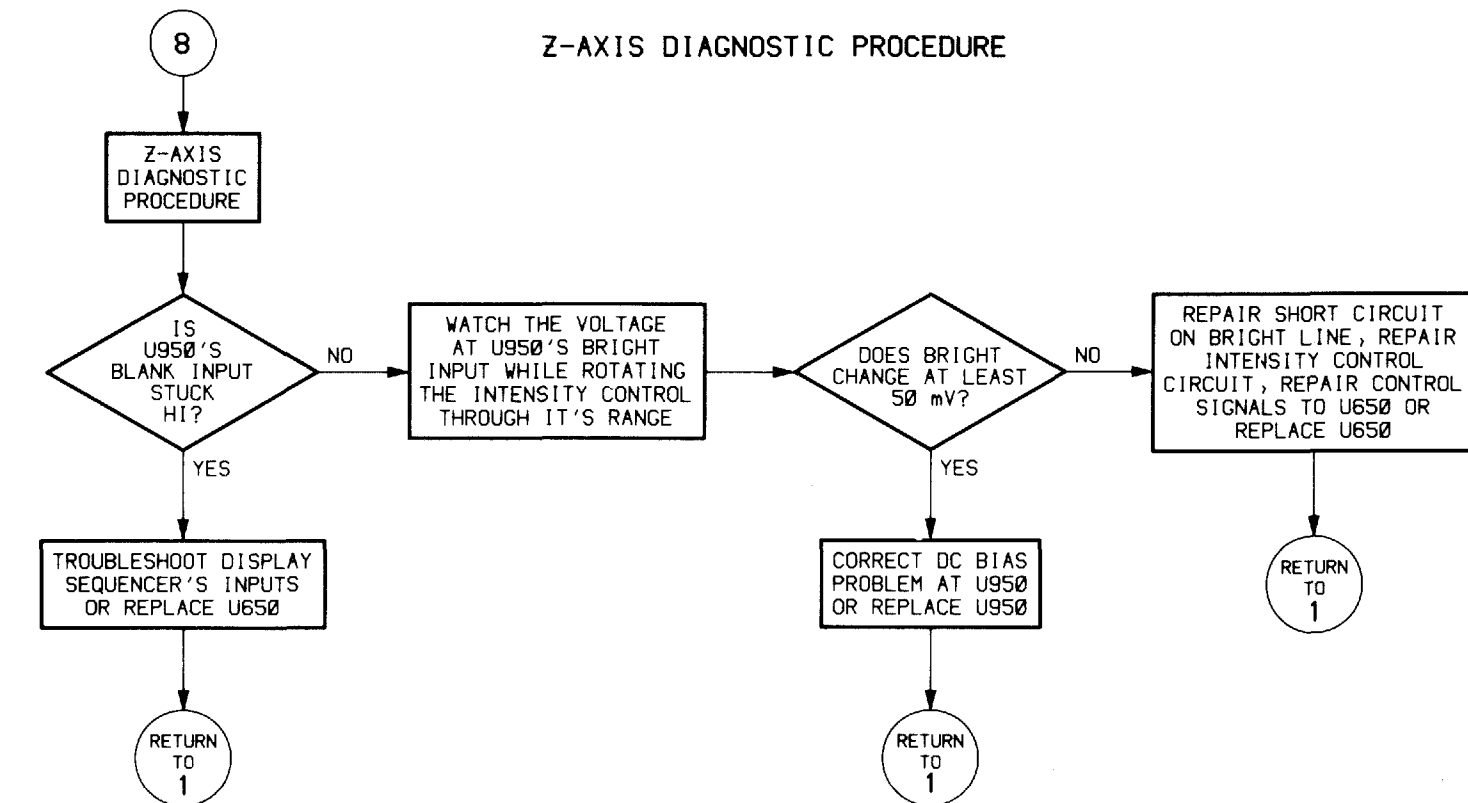 8
Z-AXIS DIAGNOSTIC PROCEDURE
Z-AXIS
DIAGNOSTIC
PROCEDURE
IS
U950'S
BLANK INPUT
STUCK
HI?
NO
YES
WATCH THE VOLTAGE
AT U950'S BRIGHT
INPUT WHILE ROTATING
THE INTENSITY CONTROL
THROUGH IT'S RANGE
DOES BRIGHT
CHANGE AT LEAST
50 mV?
NO
YES
REPAIR SHORT CIRCUIT
ON BRIGHT LINE, REPAIR
INTENSITY CONTROL
CIRCUIT, REPAIR CONTROL
SIGNALS TO U650 OR
REPLACE U650
TROUBLESHOOT DISPLAY
SEQUENCER'S INPUTS
OR REPLACE U650
CORRECT DC BIAS
PROBLEM AT U950
OR REPLACE U950
RETURN
TO
1
RETURN
TO
1
RETURN
TO
1